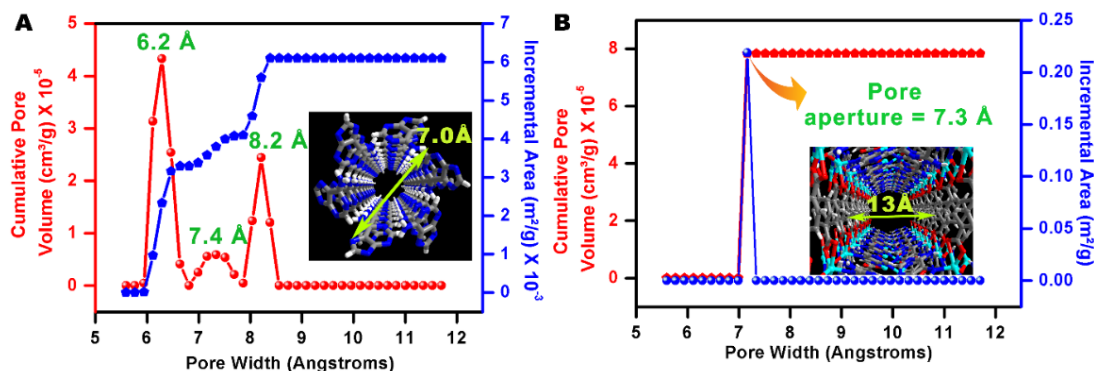 A
Cumulative Pore
Volume (cm³/g) X 10⁻⁵
5
4
3
2
1
0
6.2 Å
7.4 Å
8.2 Å
7.0Å
7
6
5
4
3
2
1
0
Incremental Area (m²/g) X 10⁻³
5 6 7 8 9 10 11 12
Pore Width (Angstroms)
B
Cumulative Pore
Volume (cm³/g) X 10⁻⁵
8
6
4
2
0
Pore
aperture = 7.3 Å
13Å
0.25
0.20
0.15
0.10
0.05
0.00
Incremental Area (m²/g)
5 6 7 8 9 10 11 12
Pore Width (Angstroms)